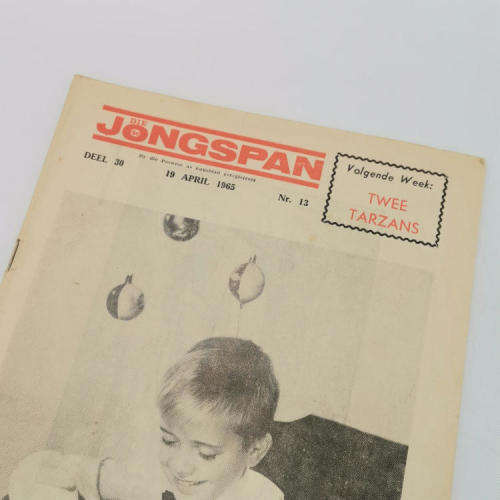 DIE
JONGSPAN
DEEL 30
19 APRIL 1965
Nr. 13
Volgende Week:
TWEE
TARZANS